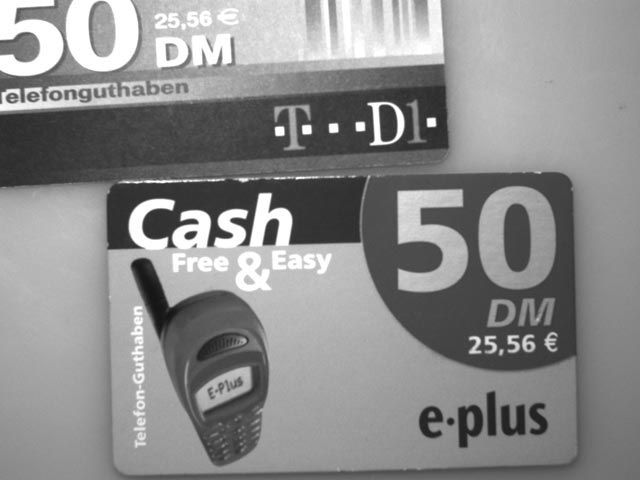 50
25,56 €
DM
Telefonguthaben
·T···D1·
Cash
Free & Easy
50
DM
25,56 €
Telefon-Guthaben
E-Plus
e·plus